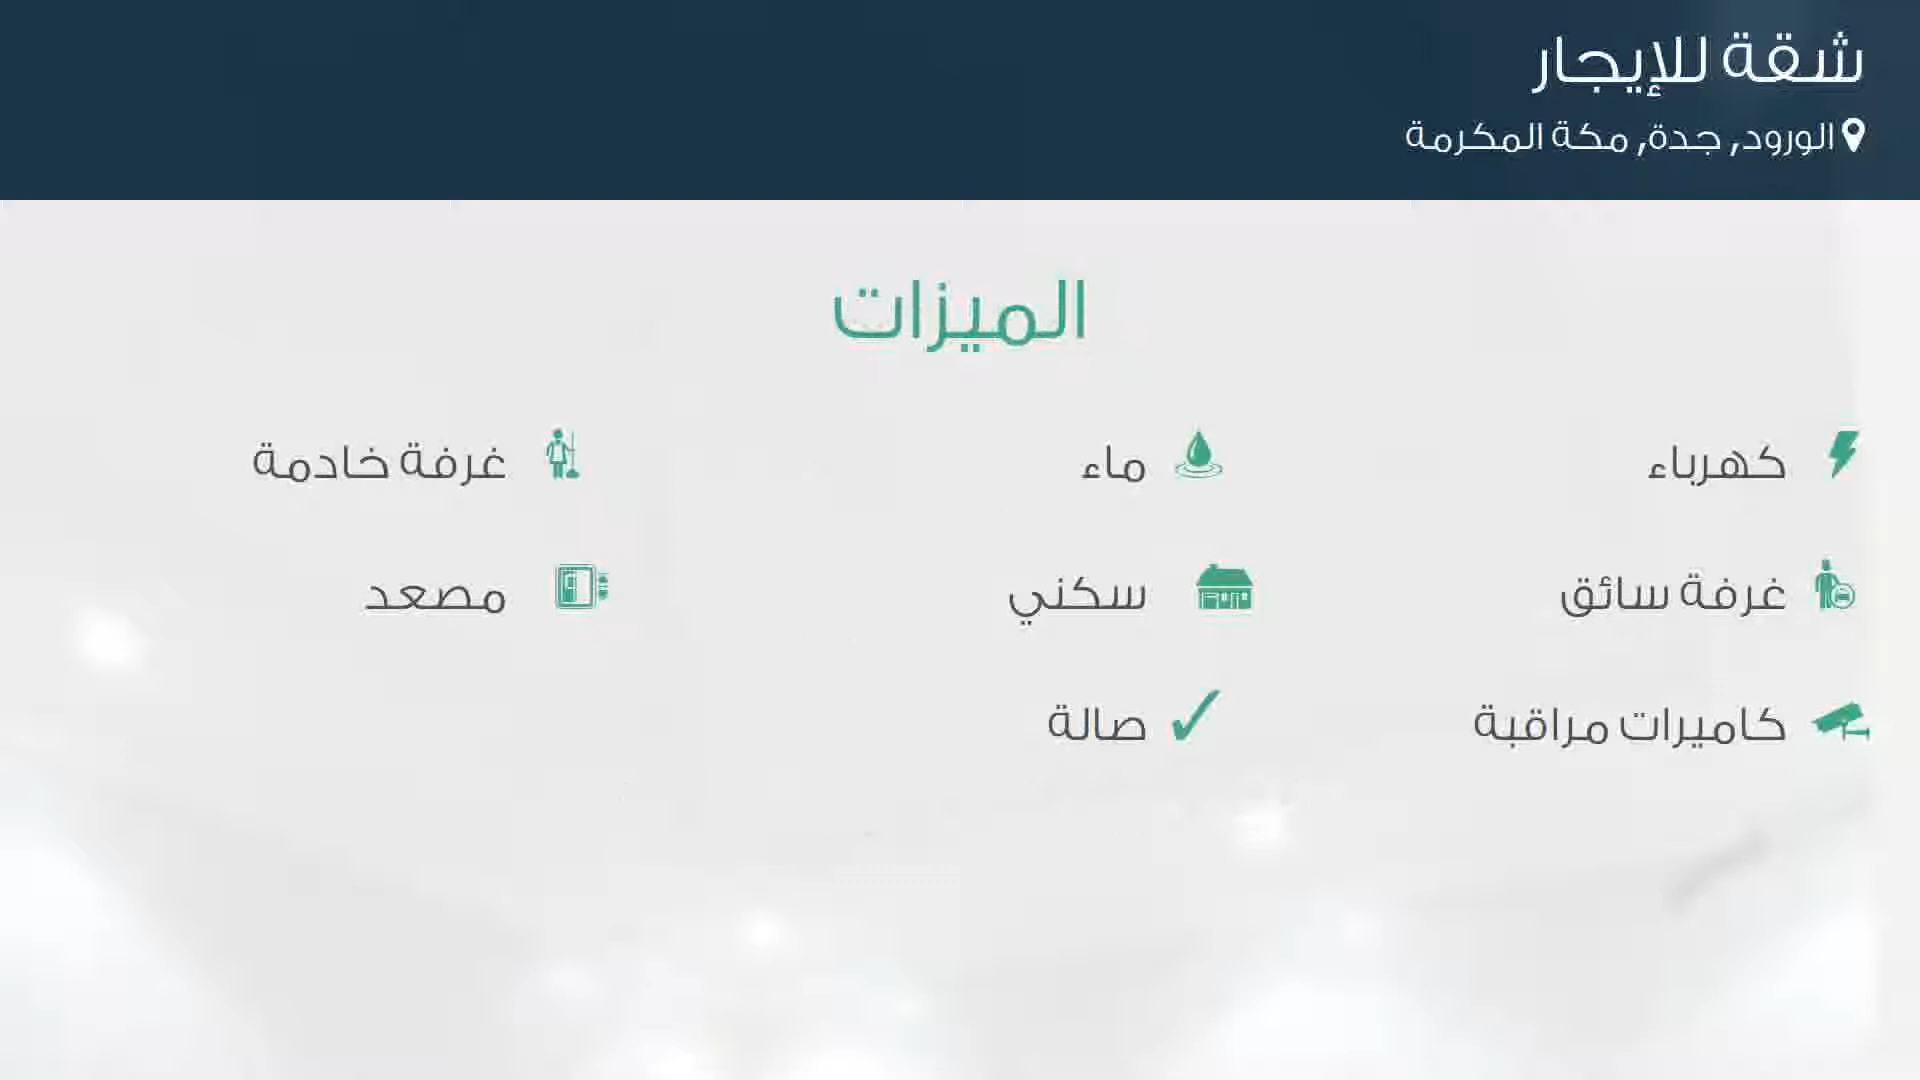 شقة للإيجار
الورود, جدة, مكة المكرمة
الميزات
كهرباء
ماء
غرفة خادمة
غرفة سائق
سكني
مصعد
كاميرات مراقبة
صالة